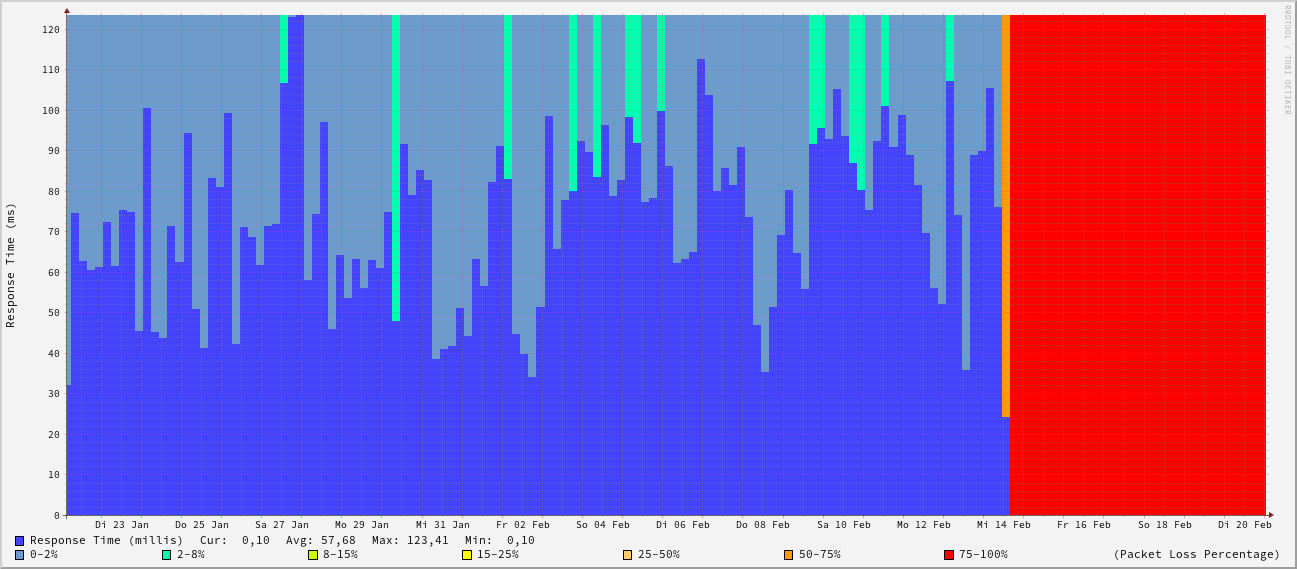 RRDTOOL / TOBI OETIKER
Response Time (ms)
120
110
100
90
80
70
60
50
40
30
20
10
0
Di 23 Jan Do 25 Jan Sa 27 Jan Mo 29 Jan Mi 31 Jan Fr 02 Feb So 04 Feb Di 06 Feb Do 08 Feb Sa 10 Feb Mo 12 Feb Mi 14 Feb Fr 16 Feb So 18 Feb Di 20 Feb
Response Time (millis) Cur: 0,10 Avg: 57,68 Max: 123,41 Min: 0,10
0-2% 2-8% 8-15% 15-25% 25-50% 50-75% 75-100% (Packet Loss Percentage)